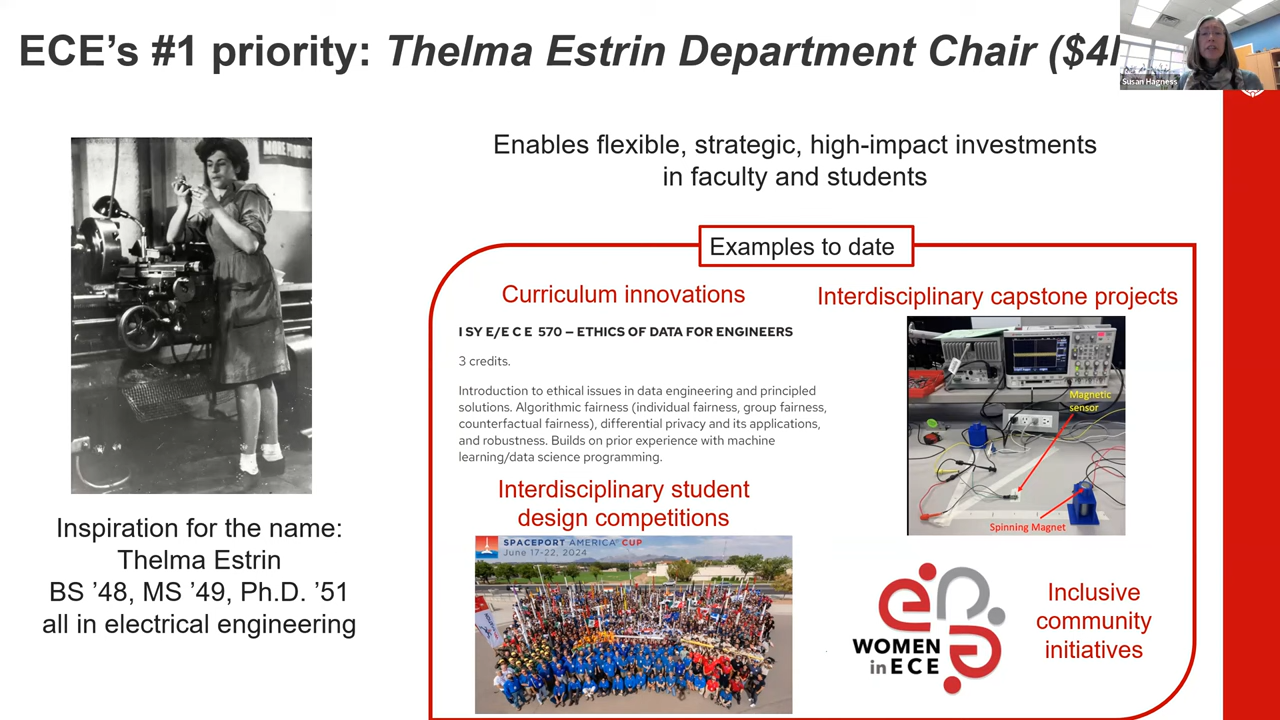 ECE's #1 priority: Thelma Estrin Department Chair ($4
Susan Hagness
Enables flexible, strategic, high-impact investments
in faculty and students
Examples to date
Curriculum innovations
I SY E/E C E 570 – ETHICS OF DATA FOR ENGINEERS
3 credits.
Introduction to ethical issues in data engineering and principled
solutions. Algorithmic fairness (individual fairness, group fairness,
counterfactual fairness), differential privacy and its applications,
and robustness. Builds on prior experience with machine
learning/data science programming.
Interdisciplinary capstone projects
Magnetic
sensor
Spinning Magnet
Interdisciplinary student
design competitions
SPACEPORT AMERICA CUP
June 17-22, 2024
WOMEN
in ECE
Inclusive
community
initiatives
Inspiration for the name:
Thelma Estrin
BS '48, MS '49, Ph.D. '51
all in electrical engineering